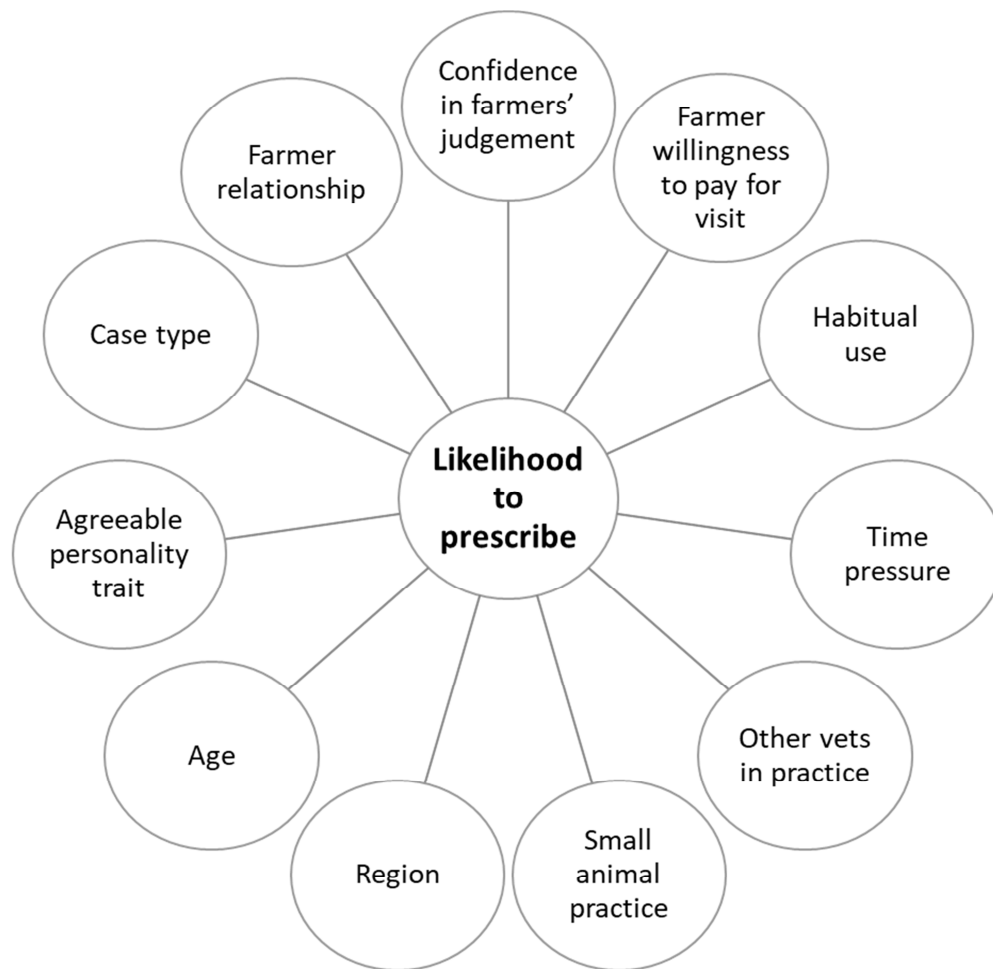 Confidence
in farmers’
judgement
Farmer
willingness
to pay for
visit
Habitual
use
Time
pressure
Other vets
in practice
Small
animal
practice
Region
Age
Agreeable
personality
trait
Case type
Farmer
relationship
Likelihood
to
prescribe